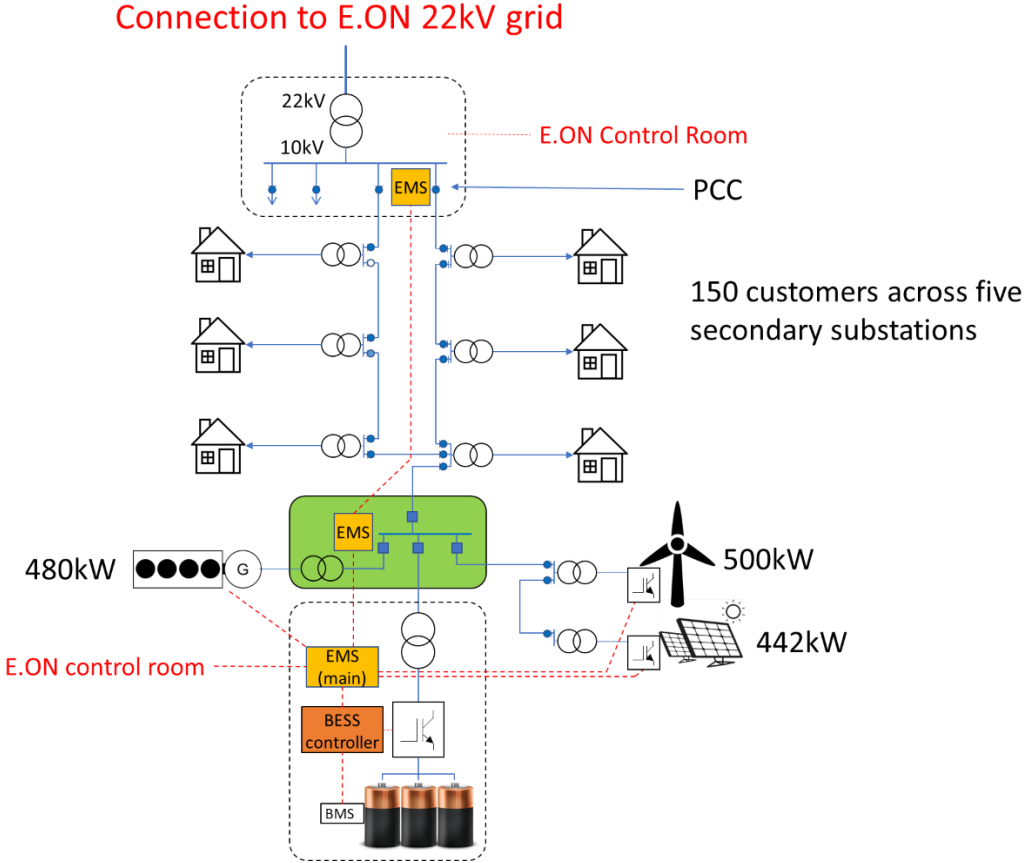 Connection to E.ON 22kV grid
22kV
10kV
E.ON Control Room
EMS
PCC
150 customers across five
secondary substations
EMS
480kW
G
500kW
442kW
E.ON control room
EMS
(main)
BESS
controller
BMS